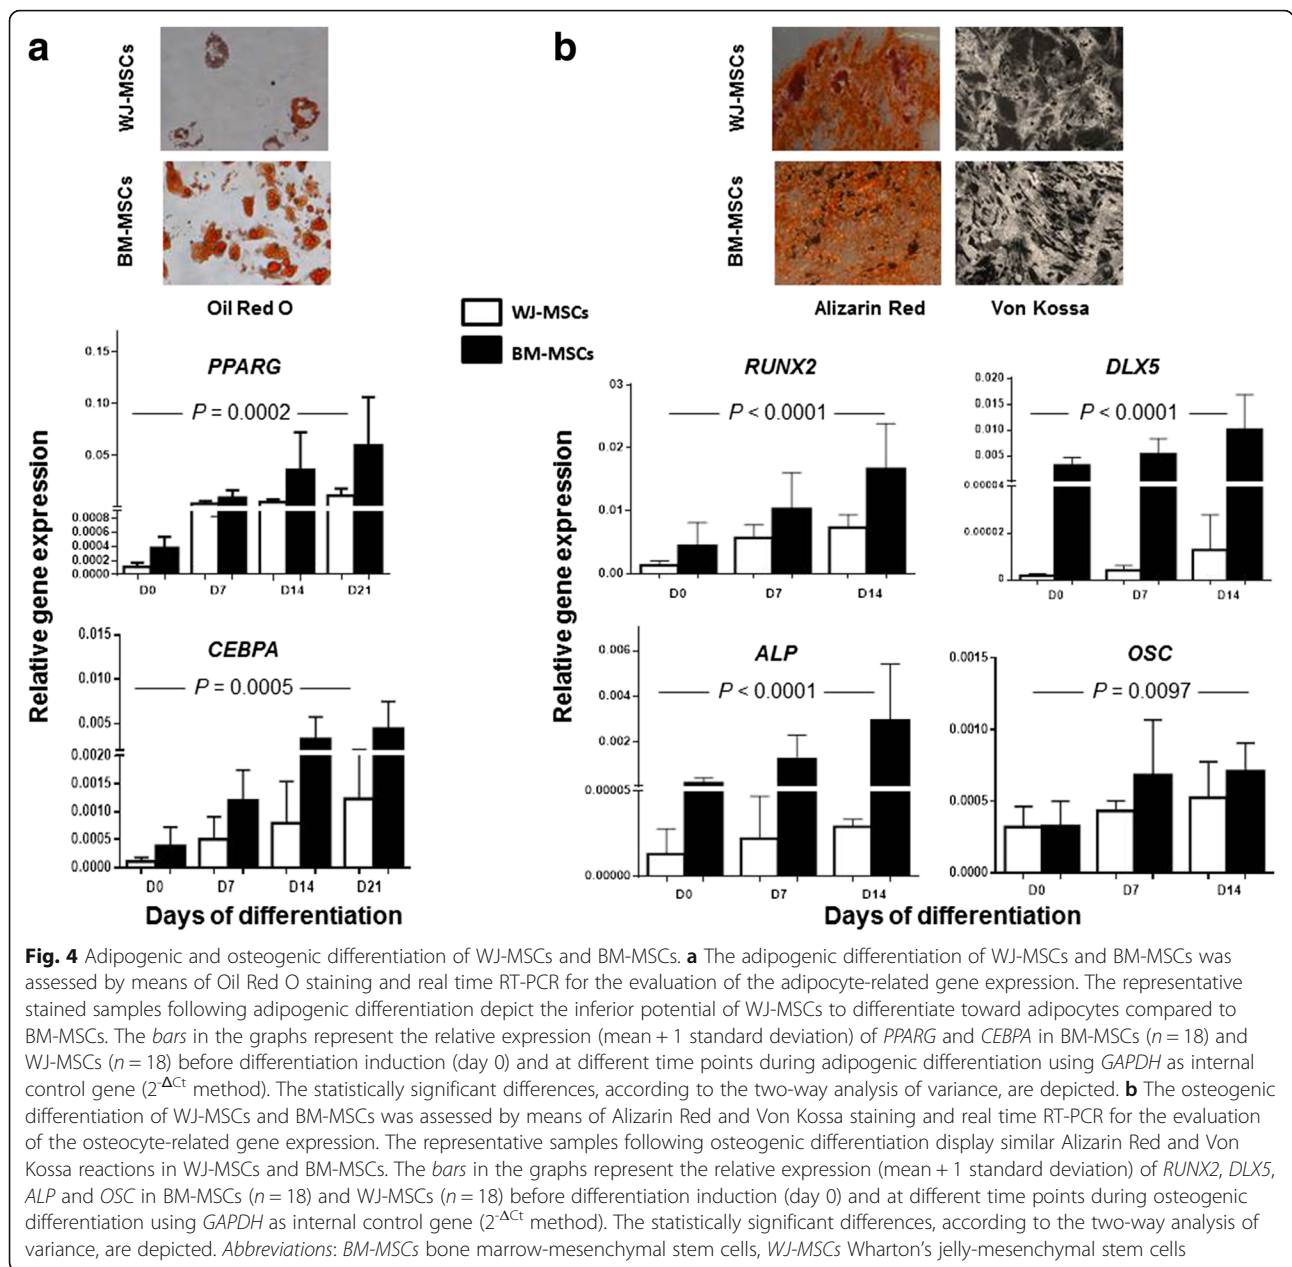 a
b
WJ-MSCs
BM-MSCs
Oil Red O
WJ-MSCs
BM-MSCs
Alizarin Red
Von Kossa
WJ-MSCs
BM-MSCs
Relative gene expression
PPARG
P = 0.0002
0.15
0.10
0.05
0.0008
0.0006
0.0004
0.0002
0.0000
D0 D7 D14 D21
CEBPA
P = 0.0005
0.015
0.010
0.005
0.0020
0.0015
0.0010
0.0005
0.0000
D0 D7 D14 D21
Days of differentiation
Relative gene expression
RUNX2
P < 0.0001
03
0.02
0.01
0.00
D0 D7 D14
DLX5
P < 0.0001
0.020
0.015
0.010
0.005
0.00004
0.00002
0
D0 D7 D14
ALP
P < 0.0001
0.006
0.004
0.002
0.00005
0.00000
D0 D7 D14
OSC
P = 0.0097
0.0015
0.0010
0.0005
0.0000
D0 D7 D14
Days of differentiation
Fig. 4 Adipogenic and osteogenic differentiation of WJ-MSCs and BM-MSCs. a The adipogenic differentiation of WJ-MSCs and BM-MSCs was
assessed by means of Oil Red O staining and real time RT-PCR for the evaluation of the adipocyte-related gene expression. The representative
stained samples following adipogenic differentiation depict the inferior potential of WJ-MSCs to differentiate toward adipocytes compared to
BM-MSCs. The bars in the graphs represent the relative expression (mean + 1 standard deviation) of PPARG and CEBPA in BM-MSCs (n = 18) and
WJ-MSCs (n = 18) before differentiation induction (day 0) and at different time points during adipogenic differentiation using GAPDH as internal
control gene (2-ΔCt method). The statistically significant differences, according to the two-way analysis of variance, are depicted. b The osteogenic
differentiation of WJ-MSCs and BM-MSCs was assessed by means of Alizarin Red and Von Kossa staining and real time RT-PCR for the evaluation
of the osteocyte-related gene expression. The representative samples following osteogenic differentiation display similar Alizarin Red and Von
Kossa reactions in WJ-MSCs and BM-MSCs. The bars in the graphs represent the relative expression (mean + 1 standard deviation) of RUNX2, DLX5,
ALP and OSC in BM-MSCs (n = 18) and WJ-MSCs (n = 18) before differentiation induction (day 0) and at different time points during osteogenic
differentiation using GAPDH as internal control gene (2-ΔCt method). The statistically significant differences, according to the two-way analysis of
variance, are depicted. Abbreviations: BM-MSCs bone marrow-mesenchymal stem cells, WJ-MSCs Wharton's jelly-mesenchymal stem cells